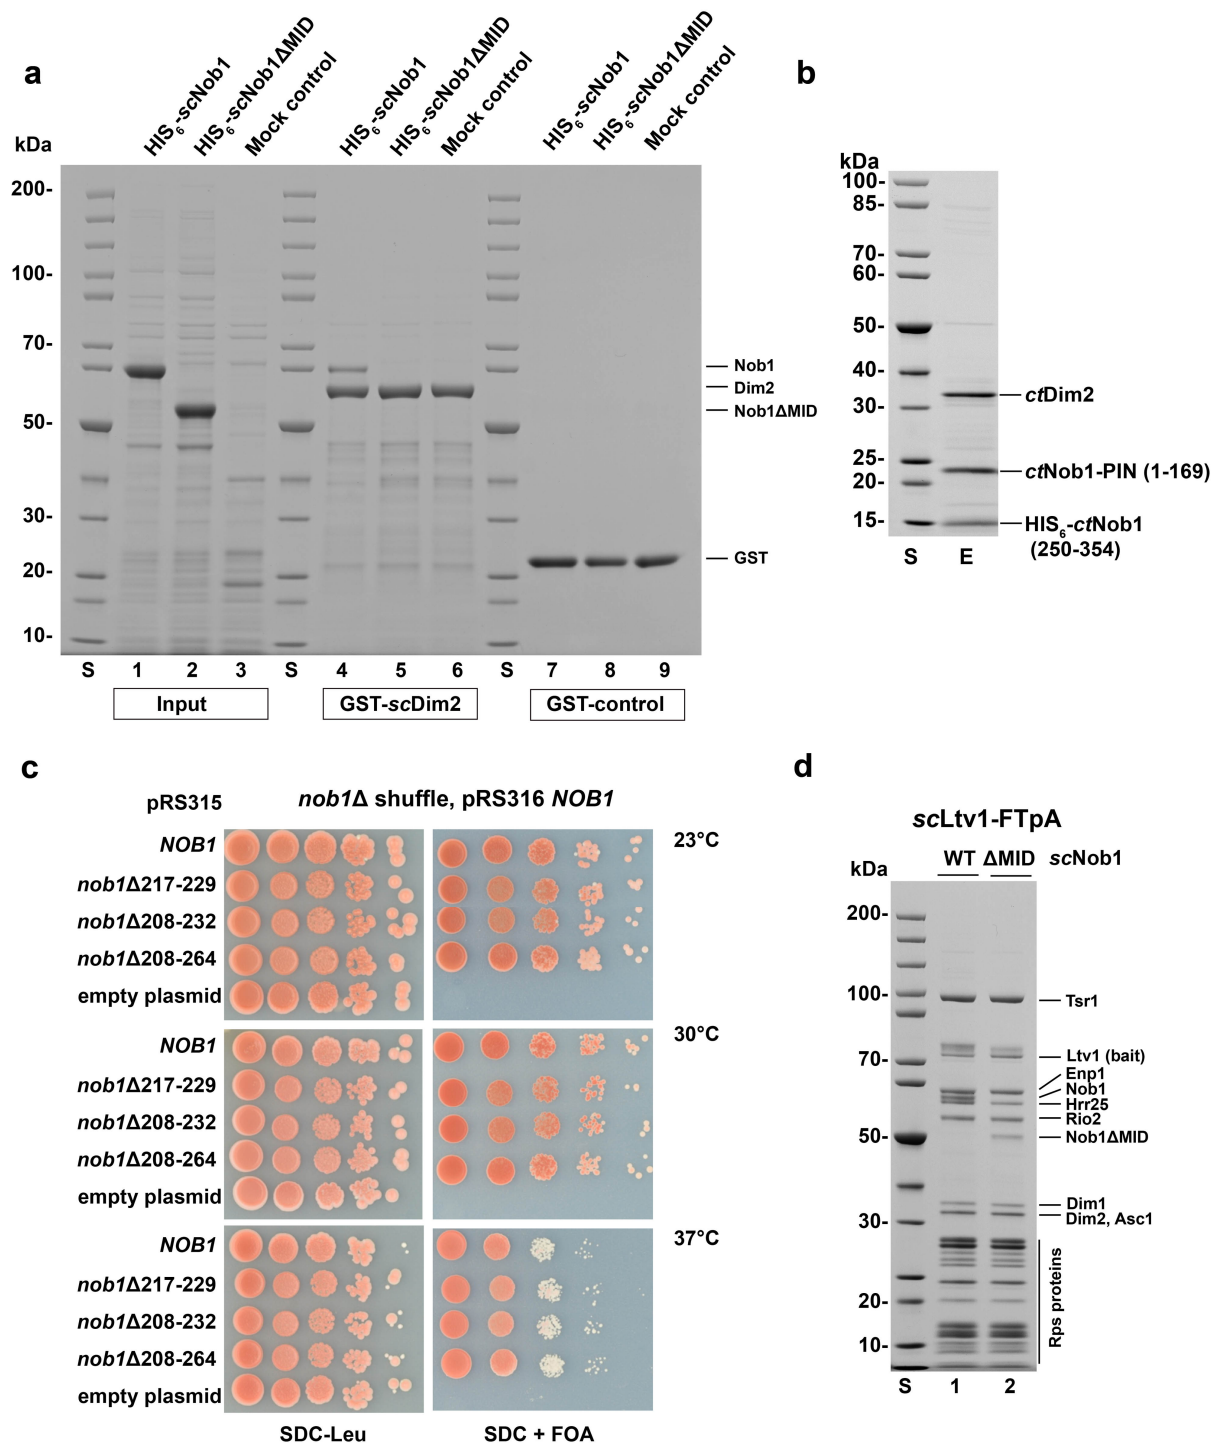 a
HIS6-scNob1
HIS6-scNob1ΔMID
Mock control
HIS6-scNob1
HIS6-scNob1ΔMID
Mock control
HIS6-scNob1
HIS6-scNob1ΔMID
Mock control
kDa
200-
100-
70-
50-
30-
20-
10-
Nob1
Dim2
Nob1ΔMID
GST
S 1 2 3 S 4 5 6 S 7 8 9
Input
GST-scDim2
GST-control
b
kDa
100-
85-
70-
60-
50-
40-
30-
25-
20-
15-
ctDim2
ctNob1-PIN (1-169)
HIS6-ctNob1
(250-354)
S E
c
pRS315
nob1Δ shuffle, pRS316 NOB1
NOB1
nob1Δ217-229
nob1Δ208-232
nob1Δ208-264
empty plasmid
23°C
NOB1
nob1Δ217-229
nob1Δ208-232
nob1Δ208-264
empty plasmid
30°C
NOB1
nob1Δ217-229
nob1Δ208-232
nob1Δ208-264
empty plasmid
37°C
SDC-Leu
SDC + FOA
d
scLtv1-FTpA
WT ΔMID scNob1
kDa
200-
100-
70-
50-
30-
20-
10-
Tsr1
Ltv1 (bait)
Enp1
Nob1
Hrr25
Rio2
Nob1ΔMID
Dim1
Dim2, Asc1
Rps proteins
S 1 2